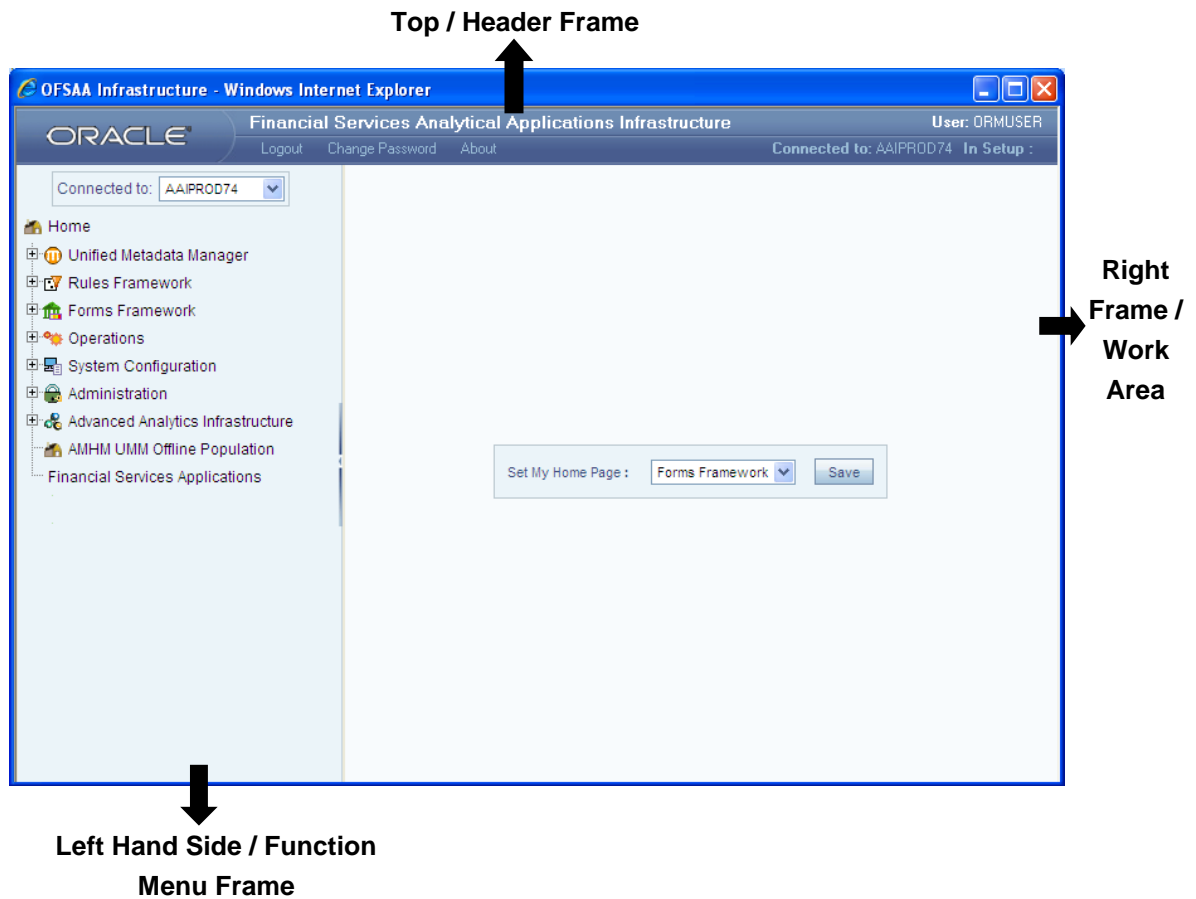 Top / Header Frame
OFSAA Infrastructure - Windows Internet Explorer
ORACLE
Financial Services Analytical Applications Infrastructure
User: ORMUSER
Logout Change Password About
Connected to: AAIPROD74 In Setup :
Connected to: AAIPROD74
Home
Unified Metadata Manager
Rules Framework
Forms Framework
Operations
System Configuration
Administration
Advanced Analytics Infrastructure
AMHM UMM Offline Population
Financial Services Applications
Set My Home Page : Forms Framework Save
Right
Frame /
Work
Area
Left Hand Side / Function
Menu Frame